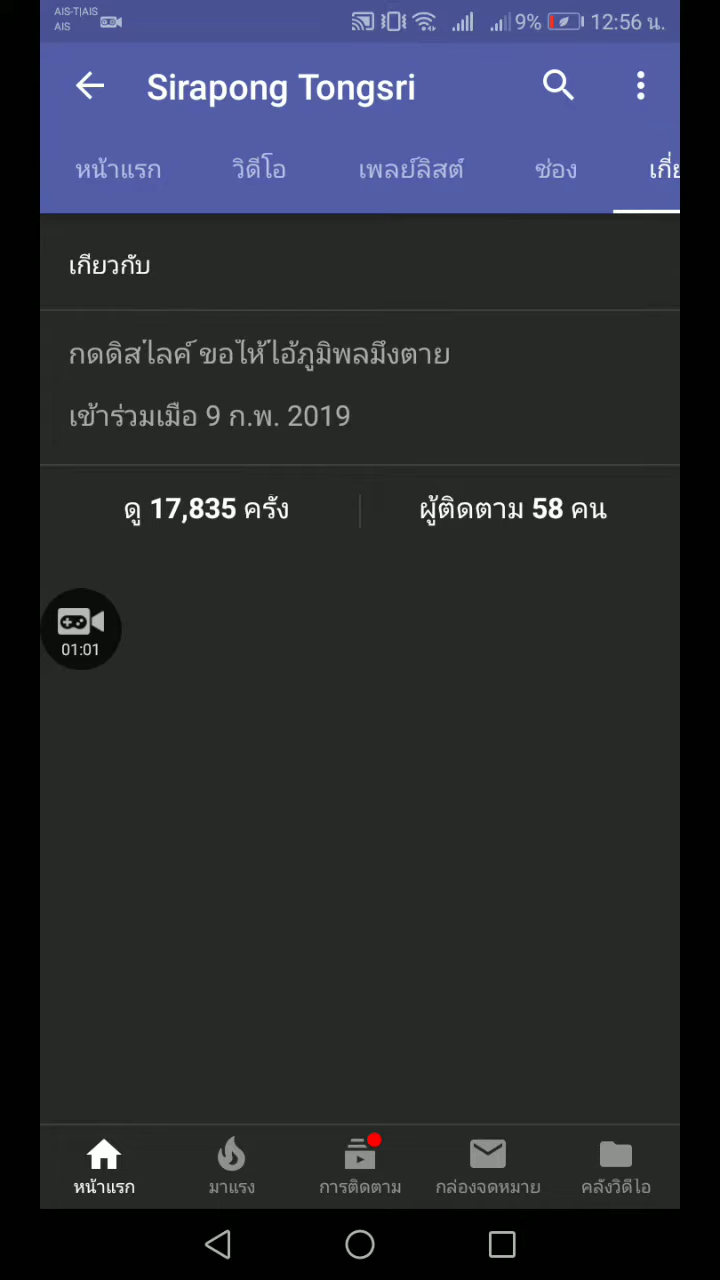 AIS-T|AIS
AIS
9% 12:56 น.
Sirapong Tongsri
หน้าแรก วิดีโอ เพลย์ลิสต์ ช่อง เกี่ย
เกี่ยวกับ
กดดิสไลค์ ขอไห้ไอ้ภูมิพลมึงตาย
เข้าร่วมเมื่อ 9 ก.พ. 2019
ดู 17,835 ครั้ง ผู้ติดตาม 58 คน
01:01
หน้าแรก มาแรง การติดตาม กล่องจดหมาย คลังวิดีโอ